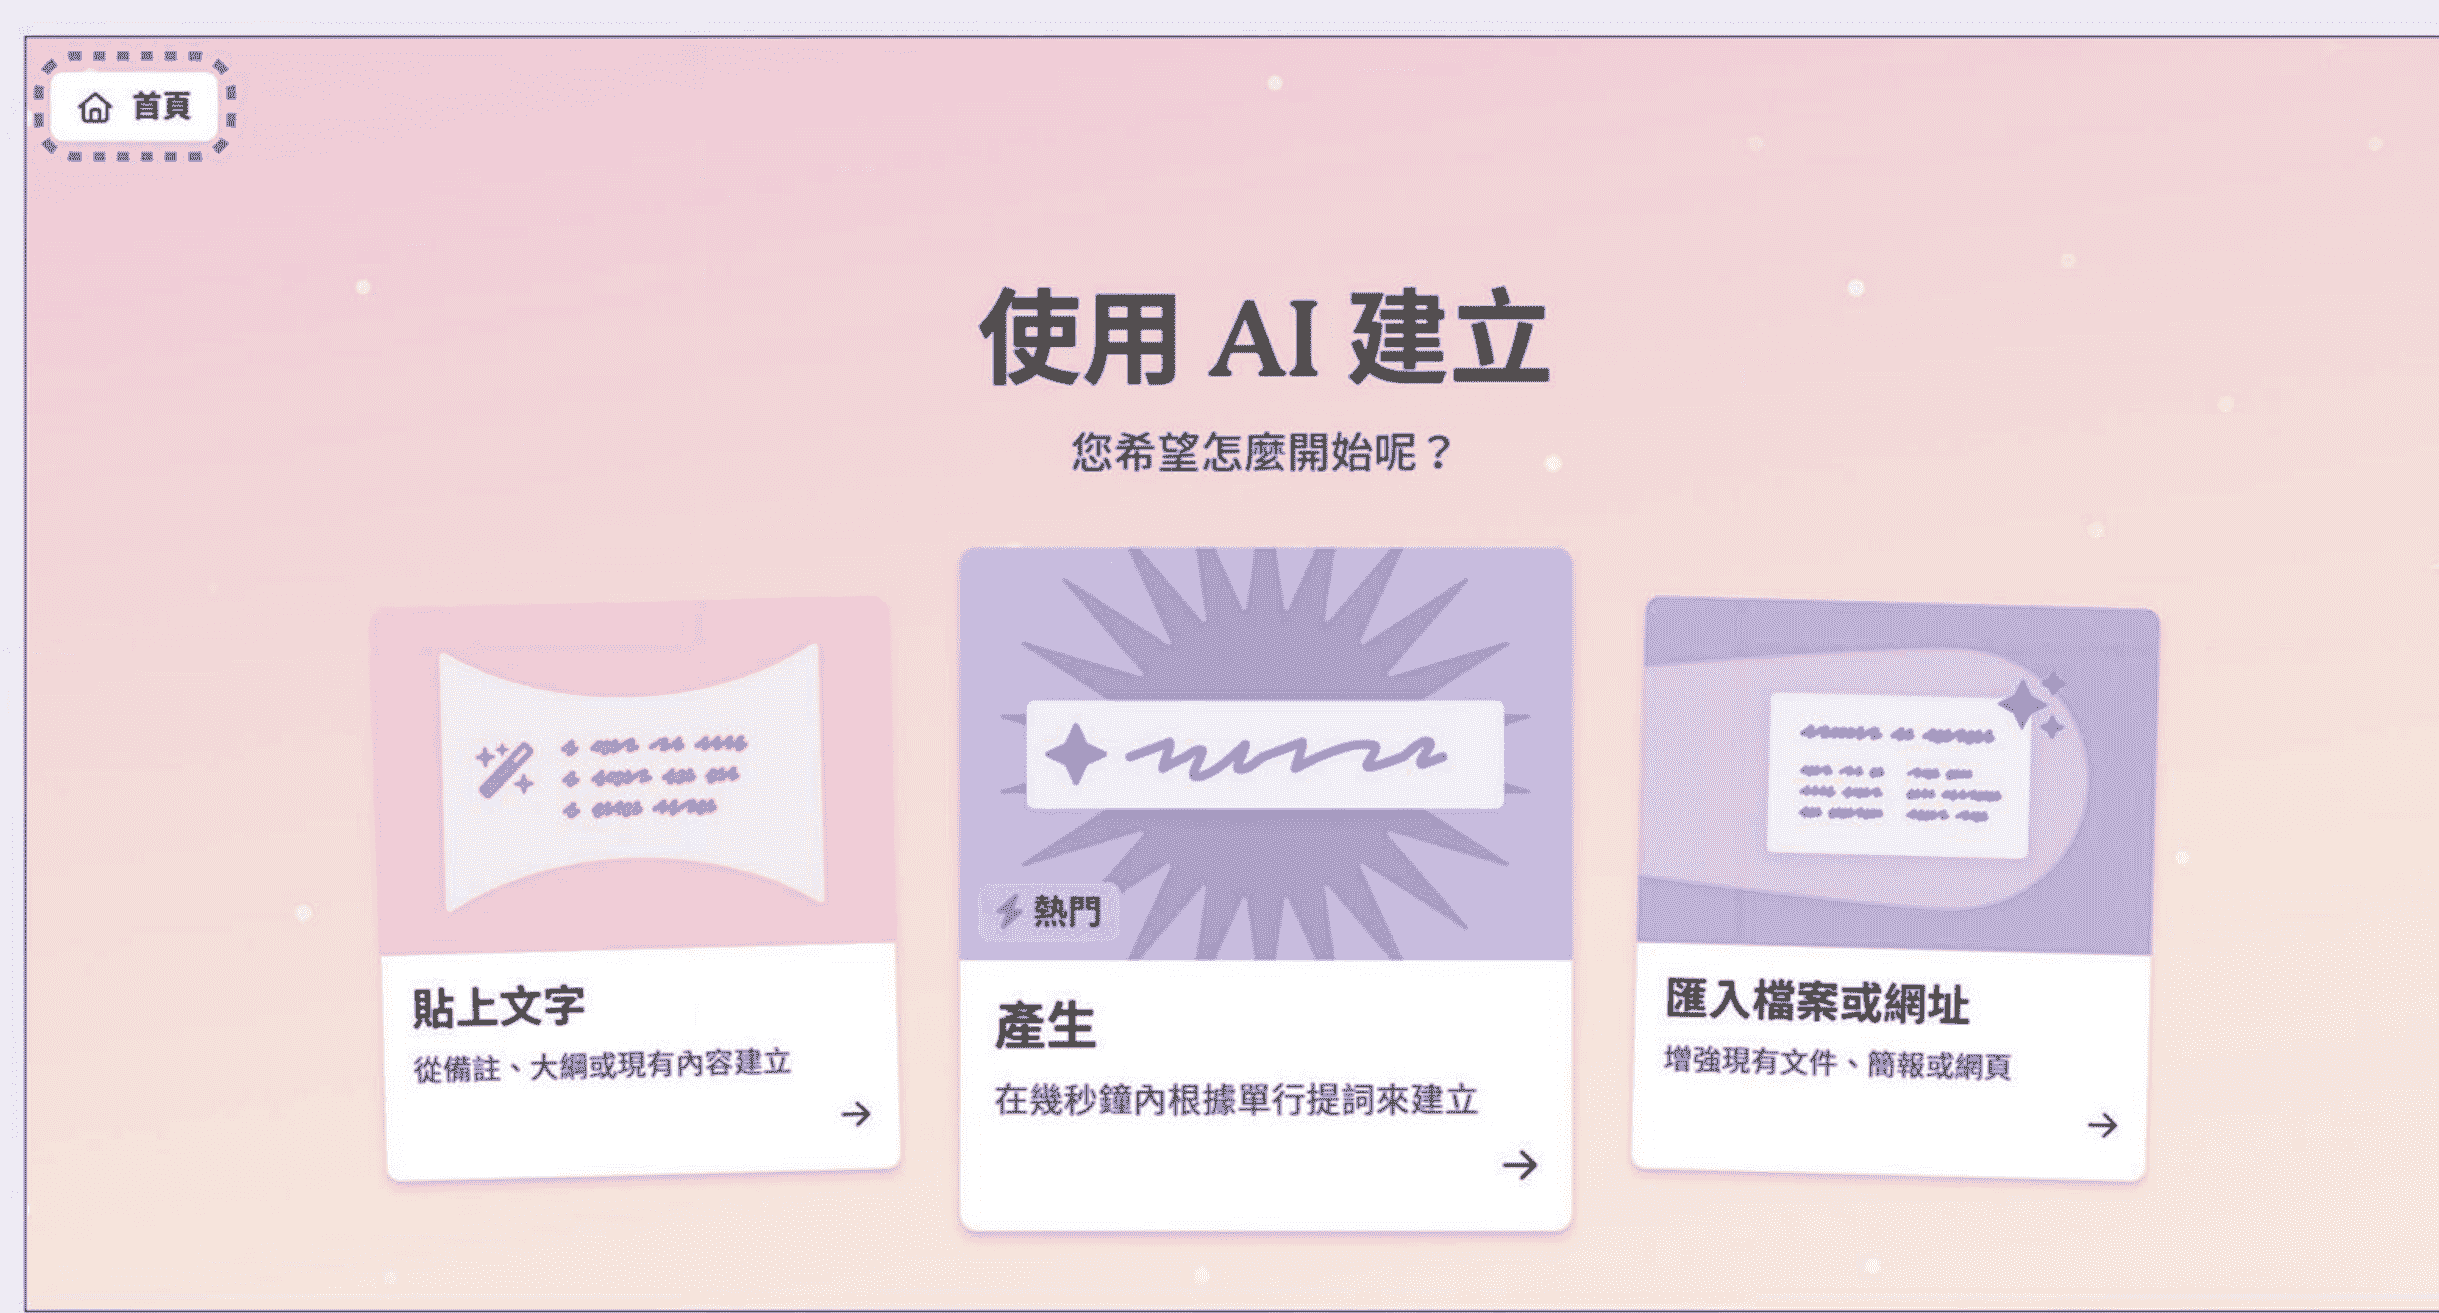 首頁
使用 AI 建立
您希望怎麼開始呢？
貼上文字
從備註、大綱或現有內容建立
熱門
產生
在幾秒鐘內根據單行提詞來建立
匯入檔案或網址
增強現有文件、簡報或網頁